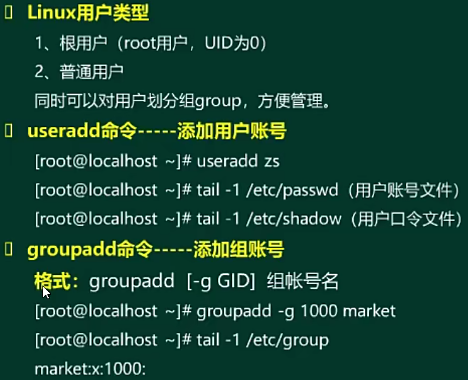 Linux用户类型
1、根用户（root用户，UID为0）
2、普通用户
同时可以对用户划分组group，方便管理。
useradd命令-----添加用户账号
[root@localhost ~]# useradd zs
[root@localhost ~]# tail -1 /etc/passwd（用户账号文件）
[root@localhost ~]# tail -1 /etc/shadow（用户口令文件）
groupadd命令-----添加组账号
格式：groupadd [-g GID] 组帐号名
[root@localhost ~]# groupadd -g 1000 market
[root@localhost ~]# tail -1 /etc/group
market:x:1000: